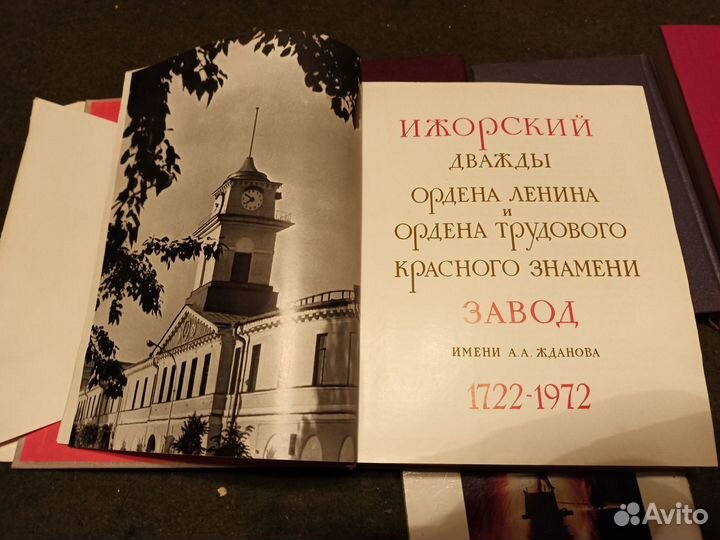 ИЖОРСКИЙ
ДВАЖДЫ
ОРДЕНА ЛЕНИНА
и
ОРДЕНА ТРУДОВОГО
КРАСНОГО ЗНАМЕНИ
ЗАВОД
ИМЕНИ А.А. ЖДАНОВА
1722-1972
Avito